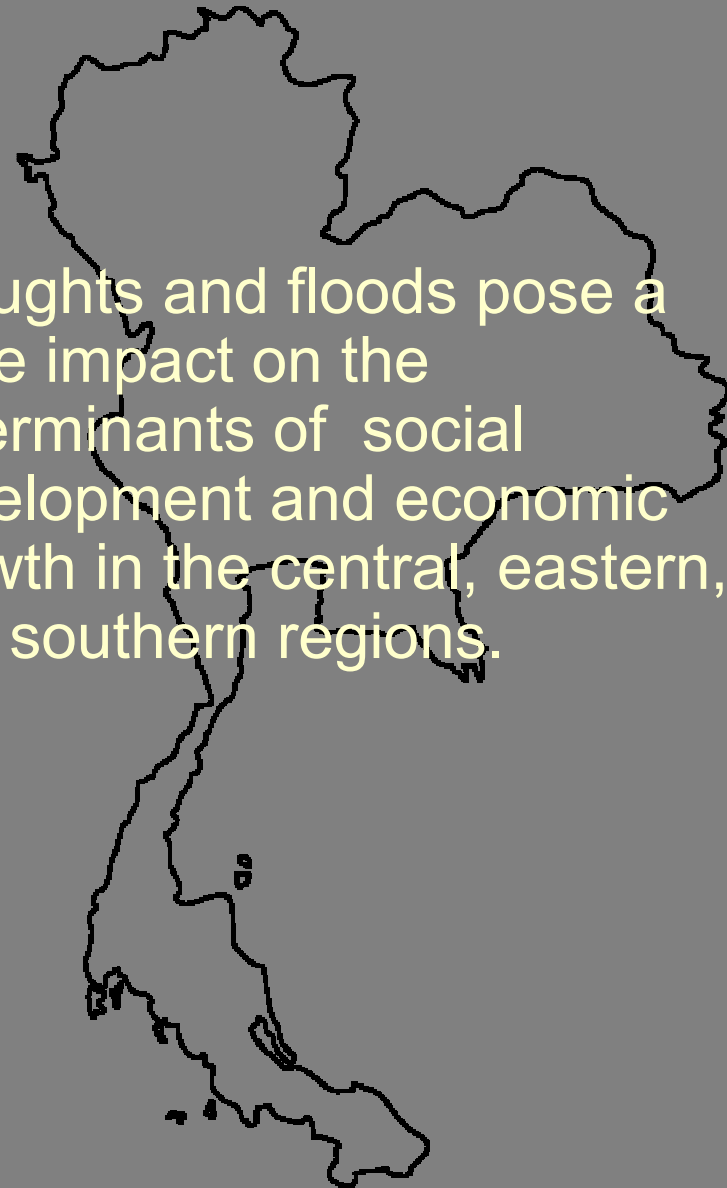 ughts and floods pose a
e impact on the
erminants of  social
elopment and economic
wth in the central, eastern,
southern regions.